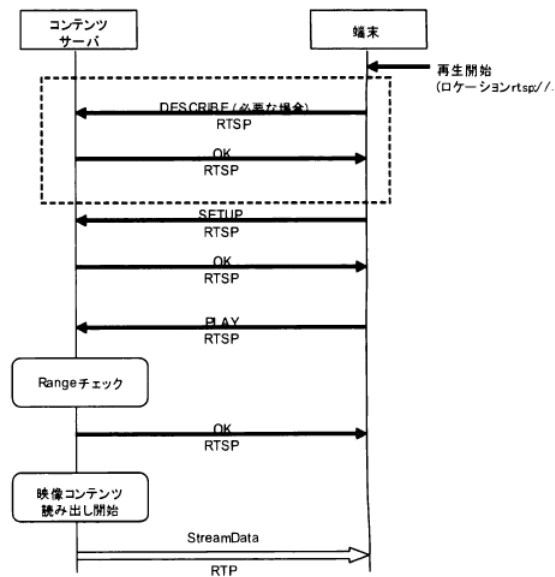 コンテンツ
サーバ
端末
再生開始
(ロケーションrtsp://.
DESCRIBE (必要な場合)
RTSP
OK
RTSP
SETUP
RTSP
OK
RTSP
PLAY
RTSP
Rangeチェック
OK
RTSP
映像コンテンツ
読み出し開始
StreamData
RTP